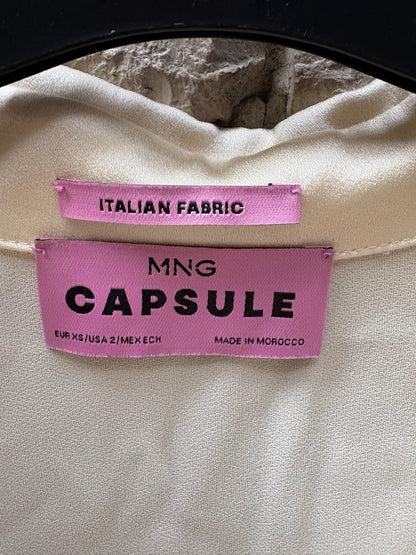 ITALIAN FABRIC
MNG
CAPSULE
EUR XS/USA 2/MEX ECH MADE IN MOROCCO